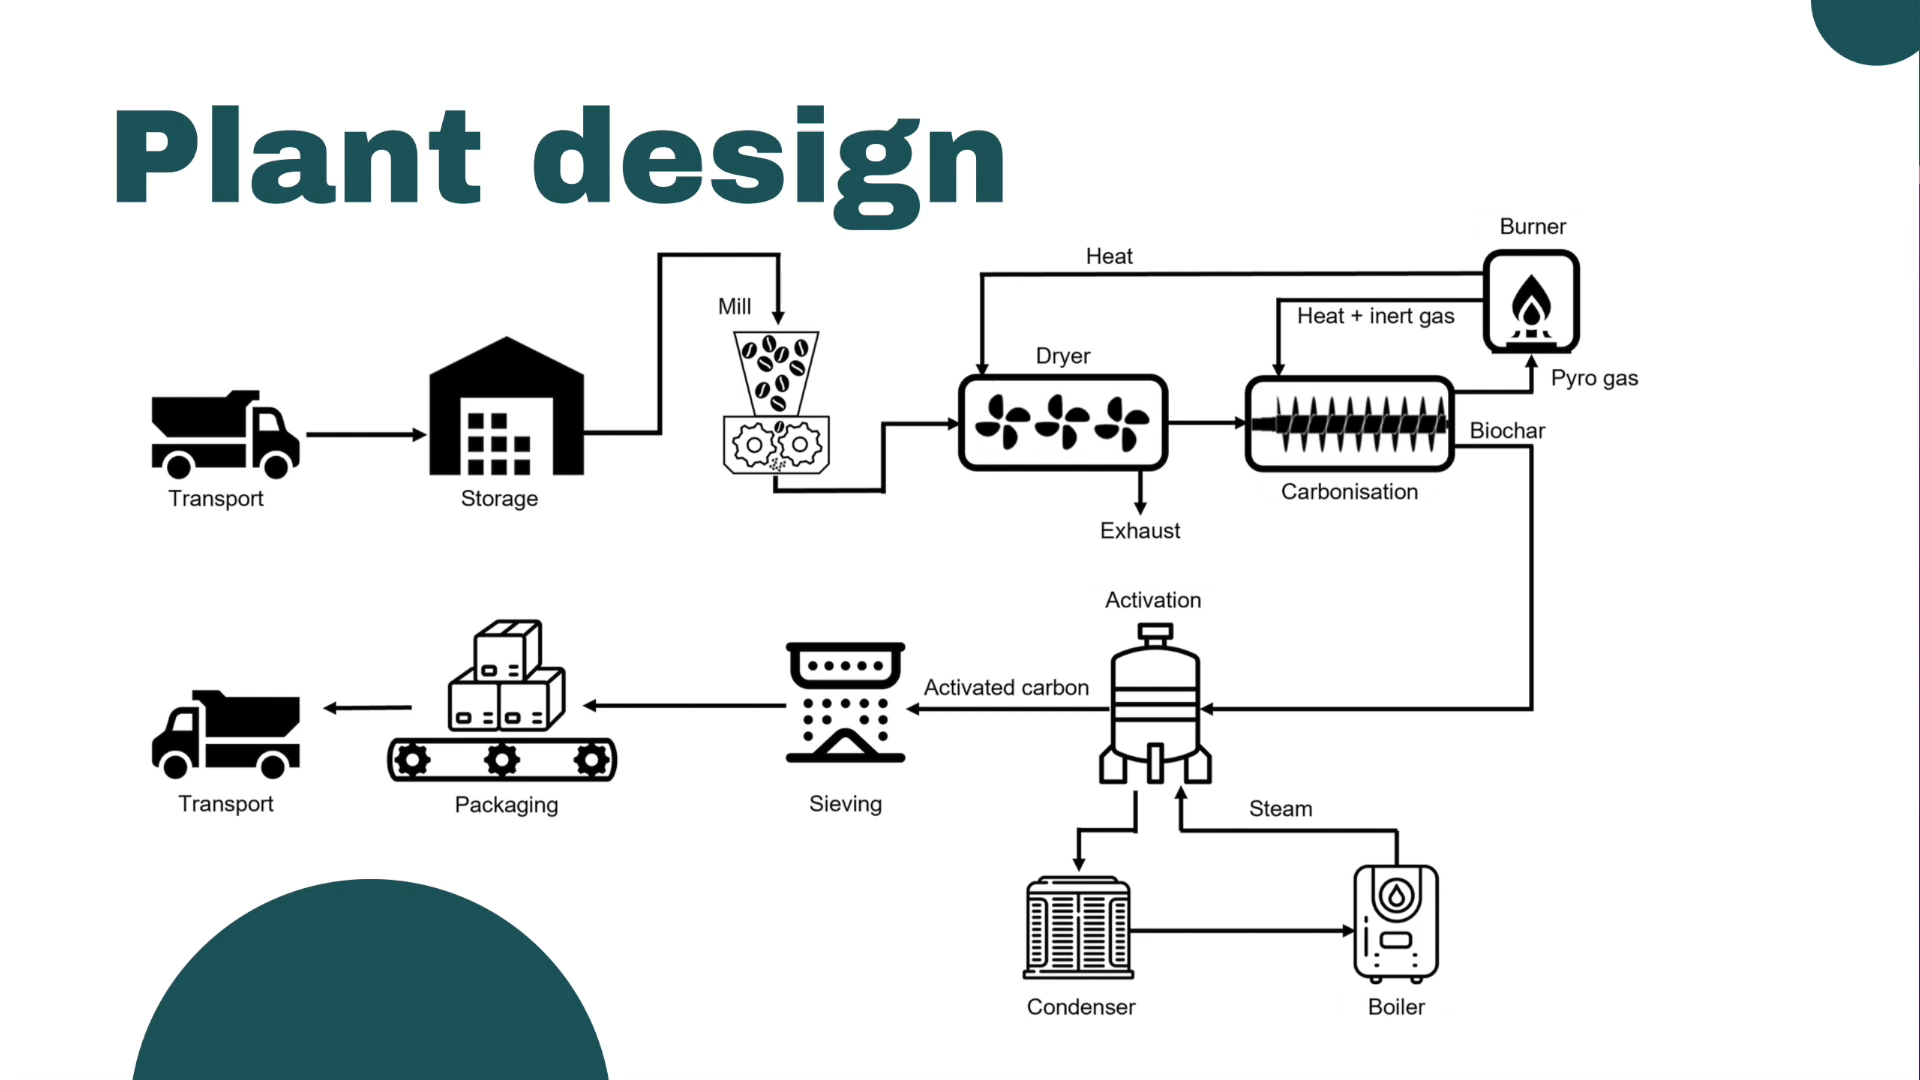 Plant design
Burner
Heat
Mill
Heat + inert gas
Dryer
Pyro gas
Biochar
Transport
Storage
Carbonisation
Exhaust
Activation
Activated carbon
Transport
Packaging
Sieving
Steam
Condenser
Boiler